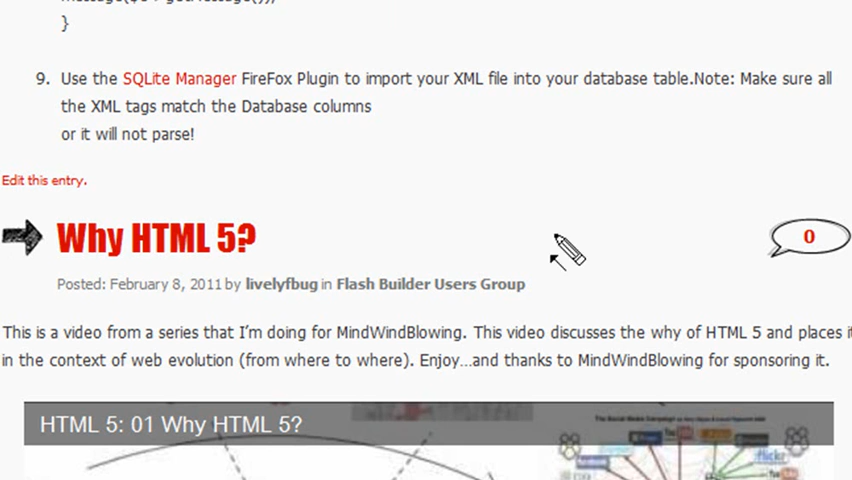 }
9. Use the SQLite Manager FireFox Plugin to import your XML file into your database table.Note: Make sure all
the XML tags match the Database columns
or it will not parse!
Edit this entry.
Why HTML 5?
0
Posted: February 8, 2011 by livelyfbug in Flash Builder Users Group
This is a video from a series that I'm doing for MindWindBlowing. This video discusses the why of HTML 5 and places it
in the context of web evolution (from where to where). Enjoy…and thanks to MindWindBlowing for sponsoring it.
HTML 5: 01 Why HTML 5?
flickr